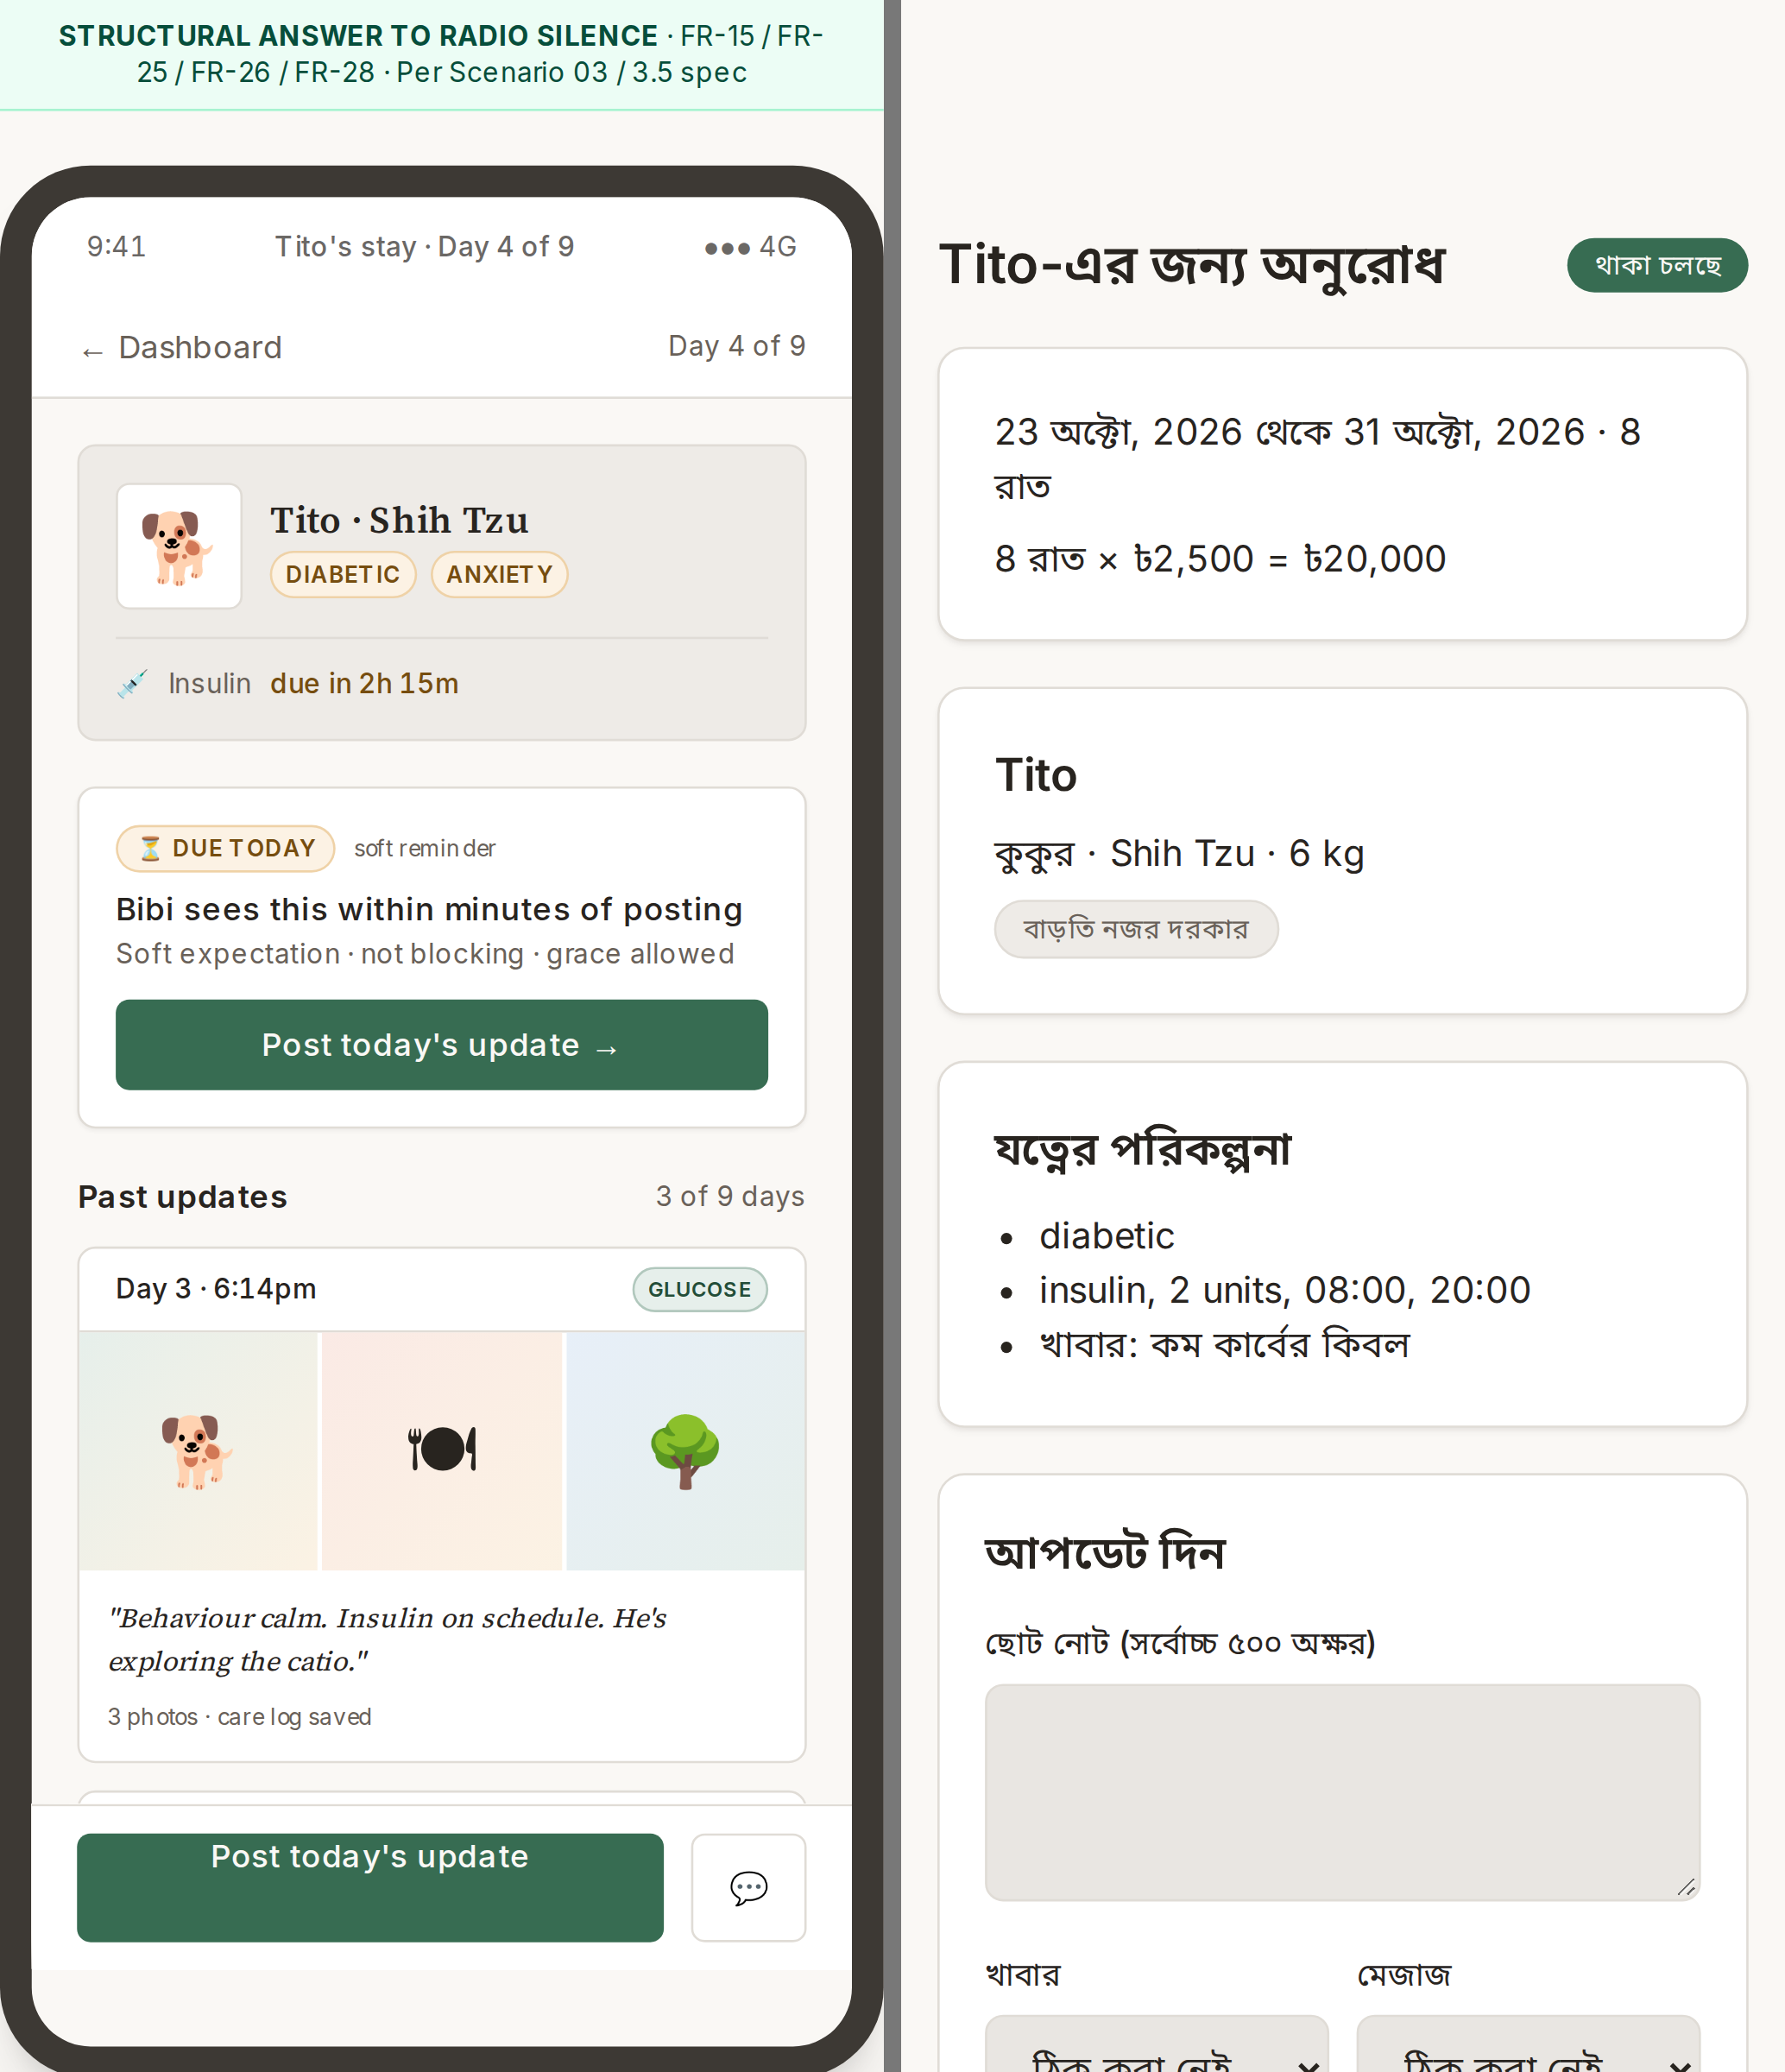 STRUCTURAL ANSWER TO RADIO SILENCE · FR-15 / FR-
25 / FR-26 / FR-28 · Per Scenario 03 / 3.5 spec
9:41
Tito's stay · Day 4 of 9
●●● 4G
← Dashboard
Day 4 of 9
Tito · Shih Tzu
DIABETIC
ANXIETY
Insulin due in 2h 15m
DUE TODAY
soft reminder
Bibi sees this within minutes of posting
Soft expectation · not blocking · grace allowed
Post today's update →
Past updates
3 of 9 days
Day 3 · 6:14pm
GLUCOSE
"Behaviour calm. Insulin on schedule. He's
exploring the catio."
3 photos · care log saved
Post today's update
Tito-এর জন্য অনুরোধ
থাকা চলছে
23 অক্টো, 2026 থেকে 31 অক্টো, 2026 · 8
রাত
8 রাত × ৳2,500 = ৳20,000
Tito
কুকুর · Shih Tzu · 6 kg
বাড়তি নজর দরকার
যত্নের পরিকল্পনা
• diabetic
• insulin, 2 units, 08:00, 20:00
• খাবার: কম কার্বের কিবল
আপডেট দিন
ছোট নোট (সর্বোচ্চ ৫০০ অক্ষর)
খাবার
মেজাজ
ঠিক করা নেই
ঠিক করা নেই